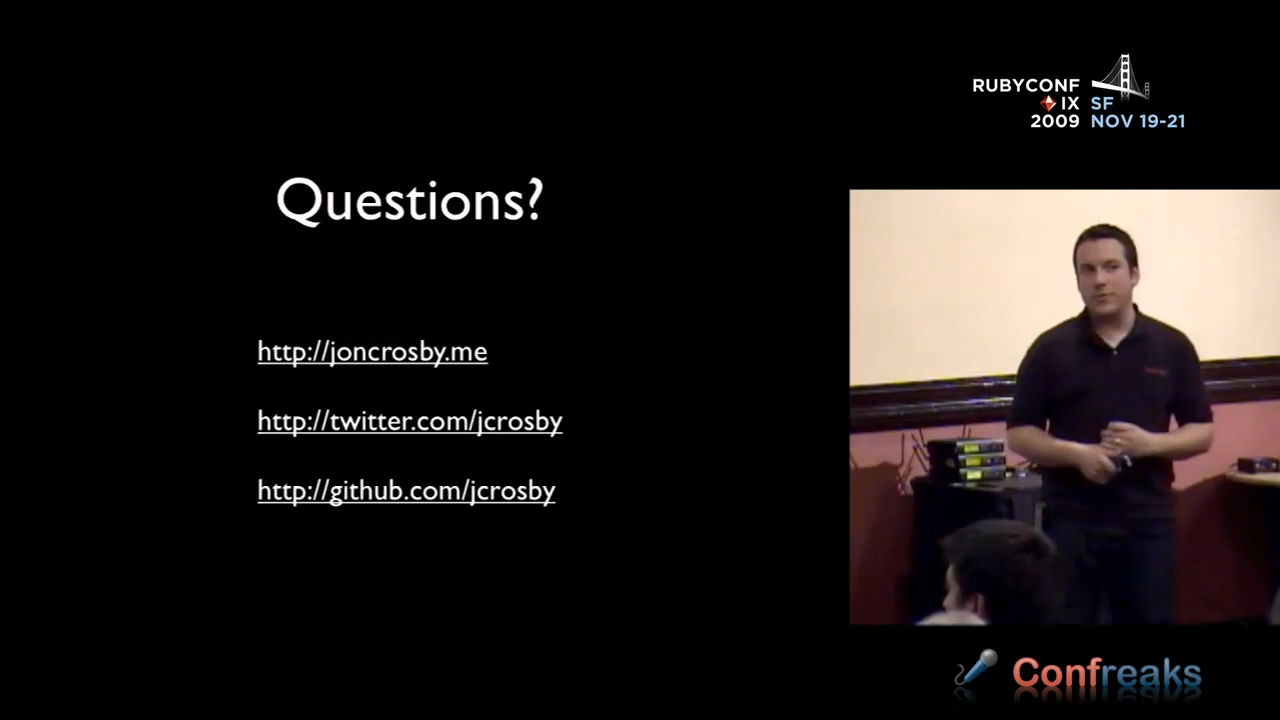 RUBYCONF
IX SF
2009 NOV 19-21
Questions?
http://joncrosby.me
http://twitter.com/jcrosby
http://github.com/jcrosby
Confreaks